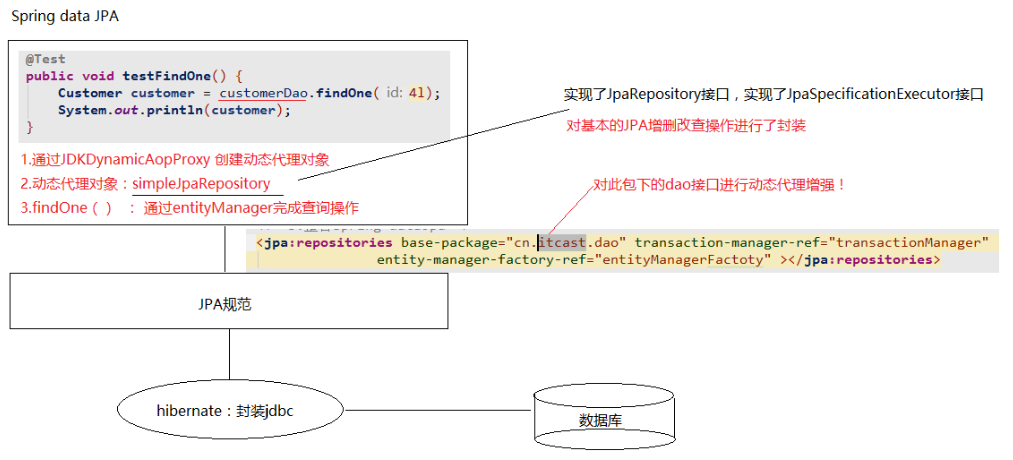 Spring data JPA
@Test
public void testFindOne() {
Customer customer = customerDao.findOne( id: 4l);
System.out.println(customer);
}
1.通过JDKDynamicAopProxy 创建动态代理对象
2.动态代理对象：simpleJpaRepository
3.findOne（） ：通过entityManager完成查询操作
实现了JpaRepository接口，实现了JpaSpecificationExecutor接口
对基本的JPA增删改查操作进行了封装
对此包下的dao接口进行动态代理增强！
<jpa:repositories base-package="cn.itcast.dao" transaction-manager-ref="transactionManager"
entity-manager-factory-ref="entityManagerFactoty" ></jpa:repositories>
JPA规范
hibernate：封装jdbc
数据库